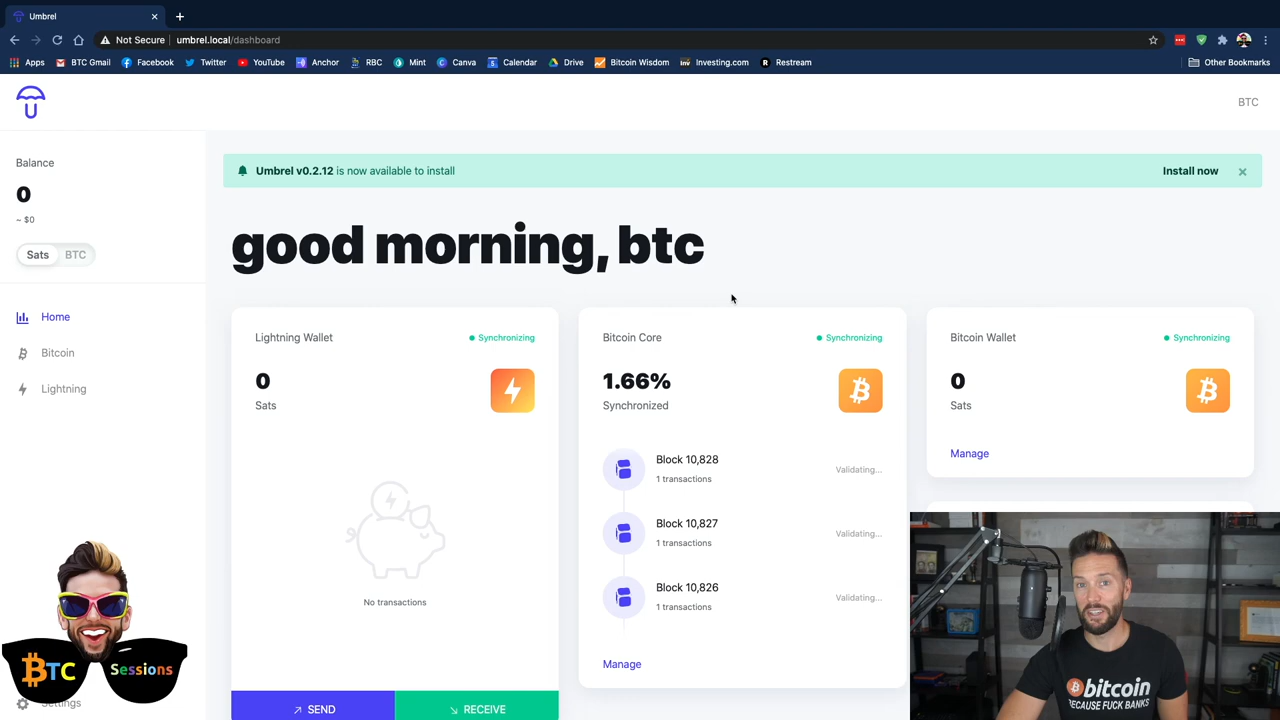 Umbrel
Not Secure | umbrel.local/dashboard
Apps BTC Gmail Facebook Twitter YouTube Anchor RBC Mint Canva Calendar Drive Bitcoin Wisdom inv Investing.com R Restream Other Bookmarks
BTC
Umbrel v0.2.12 is now available to install Install now
Balance
0
~ $0
Sats BTC
Home
Bitcoin
Lightning
Settings
good morning, btc
Lightning Wallet Synchronizing
0
Sats
No transactions
SEND RECEIVE
Bitcoin Core Synchronizing
1.66%
Synchronized
Block 10,828 Validating...
1 transactions
Block 10,827 Validating...
1 transactions
Block 10,826 Validating...
1 transactions
Manage
Bitcoin Wallet Synchronizing
0
Sats
Manage
BTC Sessions
bitcoin
BECAUSE FUCK BANKS